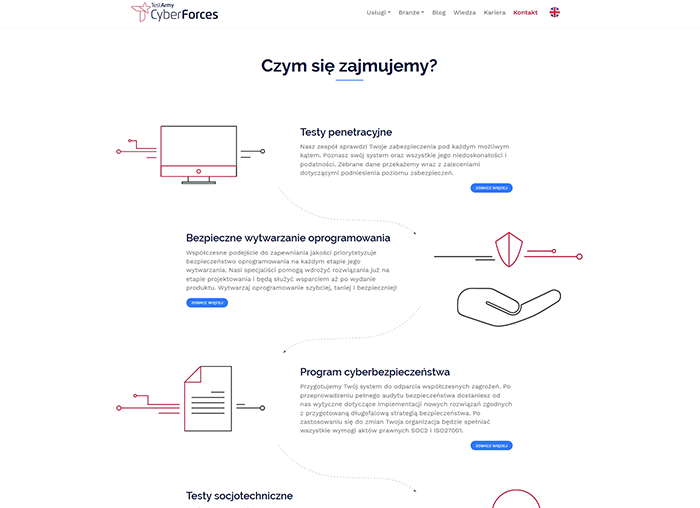 TestArmy
CyberForces
Usługi Branże Blog Wiedza Kariera Kontakt
Czym się zajmujemy?
Testy penetracyjne
Nasz zespół sprawdzi Twoje zabezpieczenia pod każdym możliwym
kątem. Poznasz swój system oraz wszystkie jego niedoskonałości i
podatności. Zebrane dane przekażemy wraz z zaleceniami
dotyczącymi podniesienia poziomu zabezpieczeń.
ZOBACZ WIĘCEJ
Bezpieczne wytwarzanie oprogramowania
Współczesne podejście do zapewniania jakości priorytetyzuje
bezpieczeństwo oprogramowania na każdym etapie jego
wytwarzania. Nasi specjaliści pomogą wdrożyć rozwiązania już na
etapie projektowania i będą służyć wsparciem aż po wydanie
produktu. Wytwarzaj oprogramowanie szybciej, taniej i bezpieczniej!
ZOBACZ WIĘCEJ
Program cyberbezpieczeństwa
Przygotujemy Twój system do odparcia współczesnych zagrożeń. Po
przeprowadzeniu pełnego audytu bezpieczeństwa dostaniesz od
nas wytyczne dotyczące implementacji nowych rozwiązań zgodnych
z przygotowaną długofalową strategią bezpieczeństwa. Po
zastosowaniu się do zmian Twoja organizacja będzie spełniać
wszystkie wymogi aktów prawnych SOC2 i ISO27001.
ZOBACZ WIĘCEJ
Testy socjotechniczne